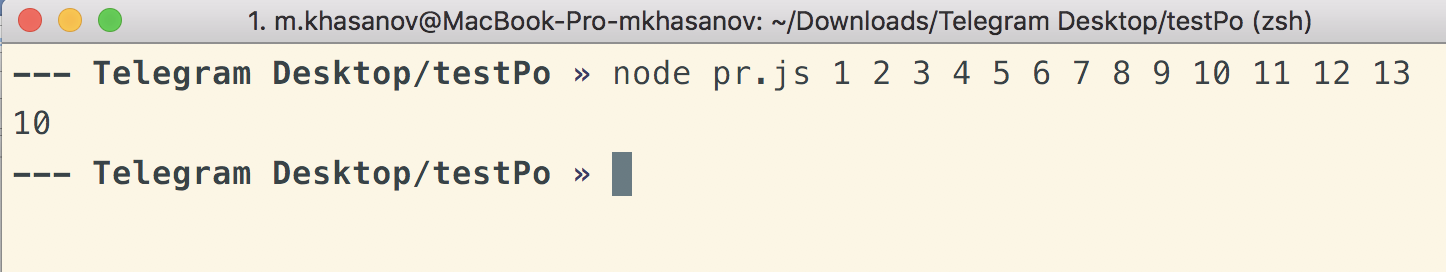 1. m.khasanov@MacBook-Pro-mkhasanov: ~/Downloads/Telegram Desktop/testPo (zsh)
--- Telegram Desktop/testPo » node pr.js 1 2 3 4 5 6 7 8 9 10 11 12 13
10
--- Telegram Desktop/testPo »